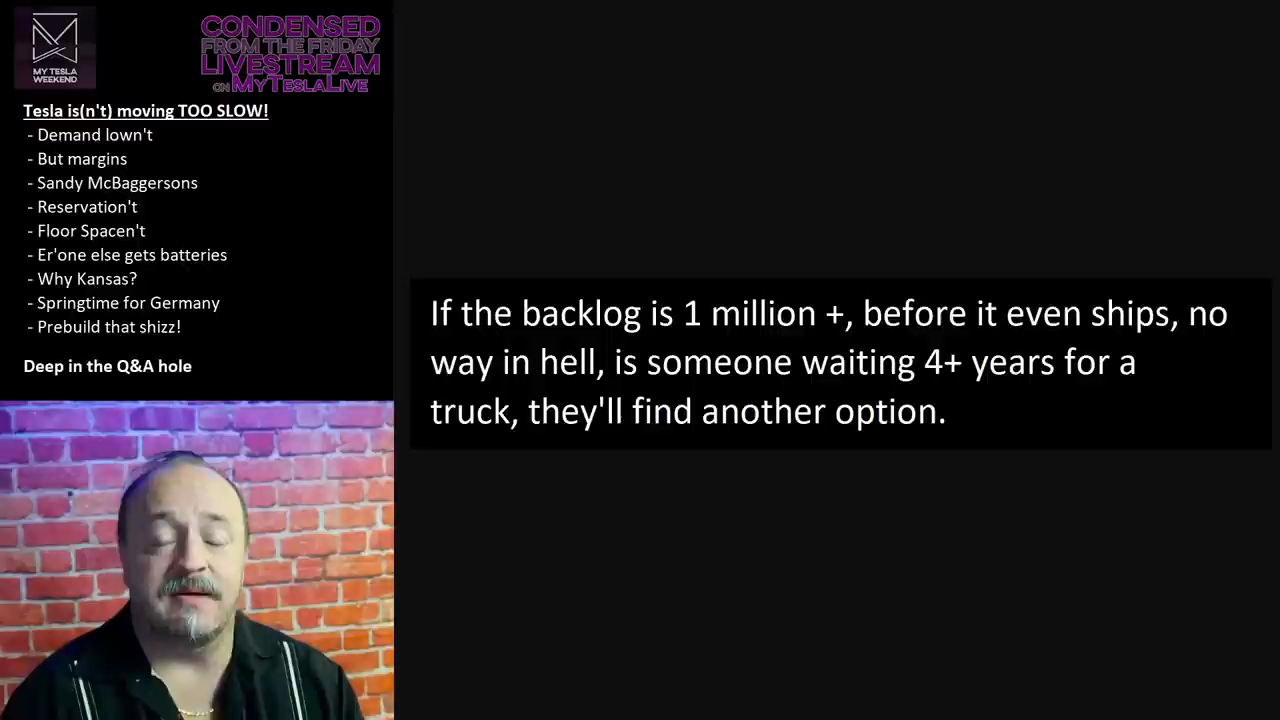 MY TESLA
WEEKEND
CONDENSED
FROM THE FRIDAY
LIVESTREAM
ON MYTESLALIVE
Tesla is(n't) moving TOO SLOW!
- Demand lown't
- But margins
- Sandy McBaggersons
- Reservation't
- Floor Spacen't
- Er'one else gets batteries
- Why Kansas?
- Springtime for Germany
- Prebuild that shizz!
Deep in the Q&A hole
If the backlog is 1 million +, before it even ships, no
way in hell, is someone waiting 4+ years for a
truck, they'll find another option.